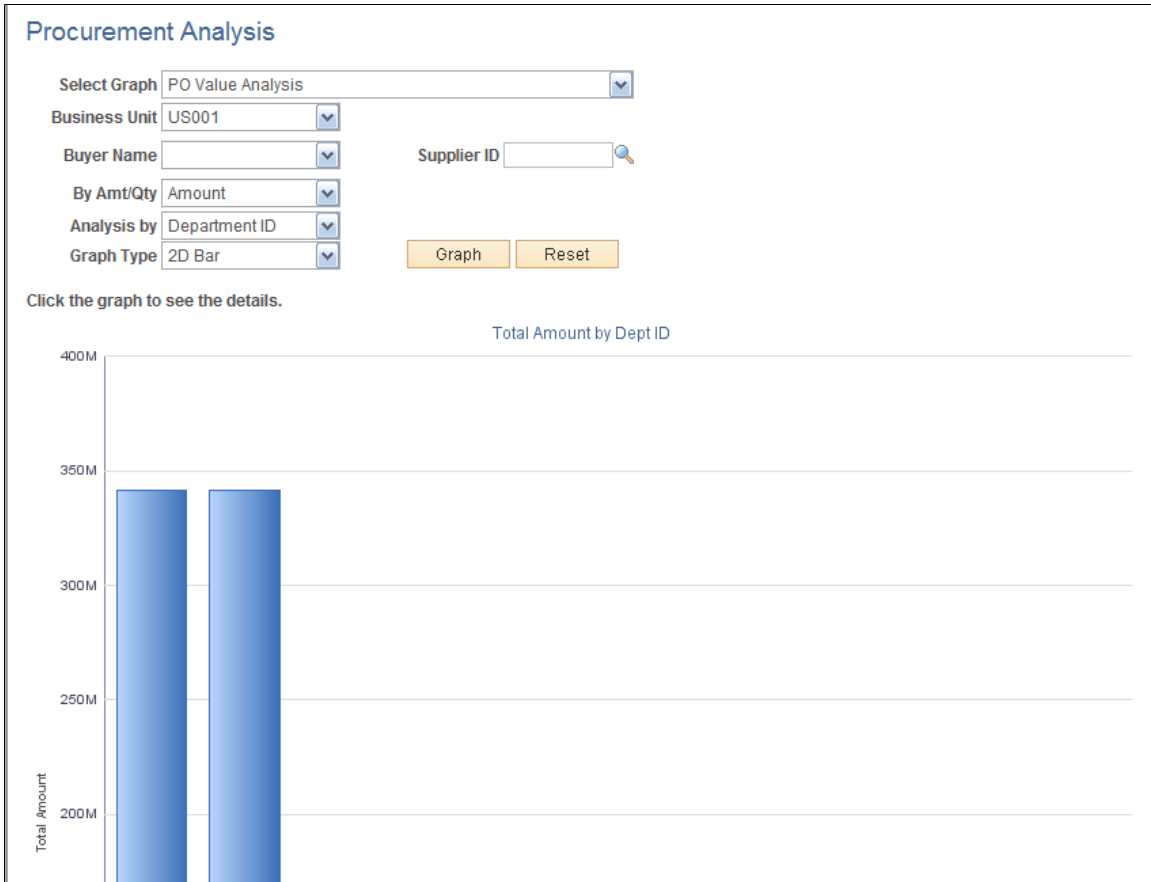 Procurement Analysis
Select Graph PO Value Analysis
Business Unit US001
Buyer Name Supplier ID
By Amt/Qty Amount
Analysis by Department ID
Graph Type 2D Bar Graph Reset
Click the graph to see the details.
Total Amount by Dept ID
400M
350M
300M
250M
200M
Total Amount